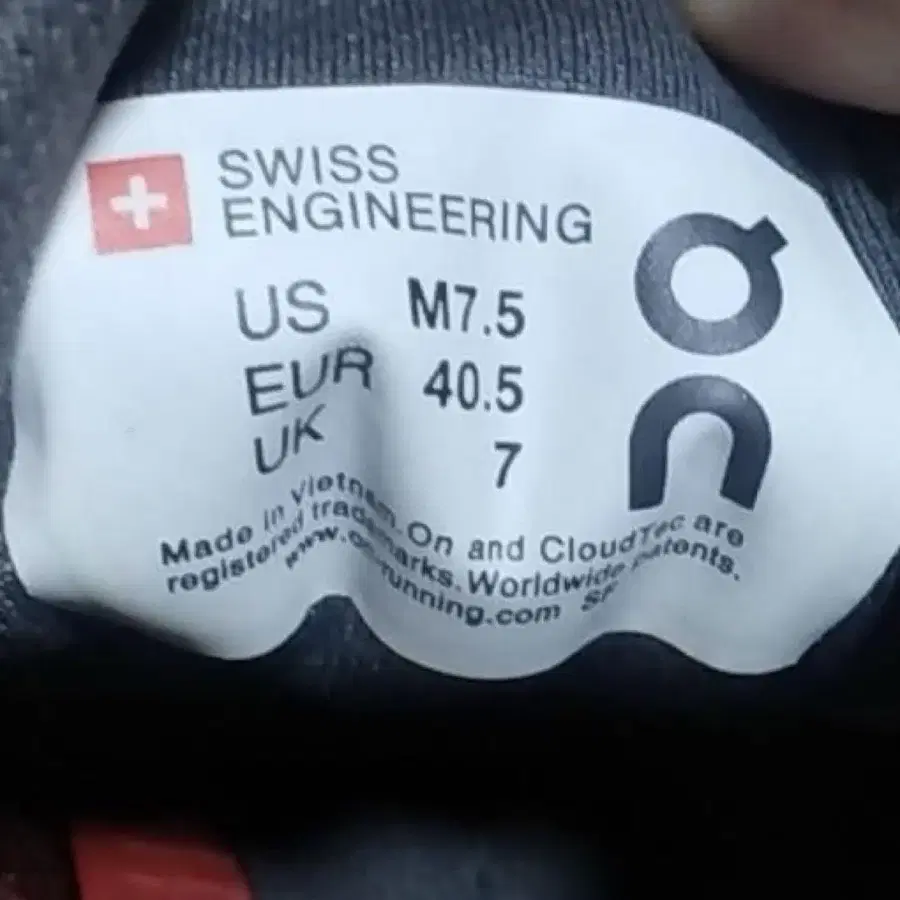 SWISS
ENGINEERING
US M7.5
EUR 40.5
UK 7
On
Made in Vietnam. On and CloudTec are
registered trademarks. Worldwide patents.
www.on-running.com